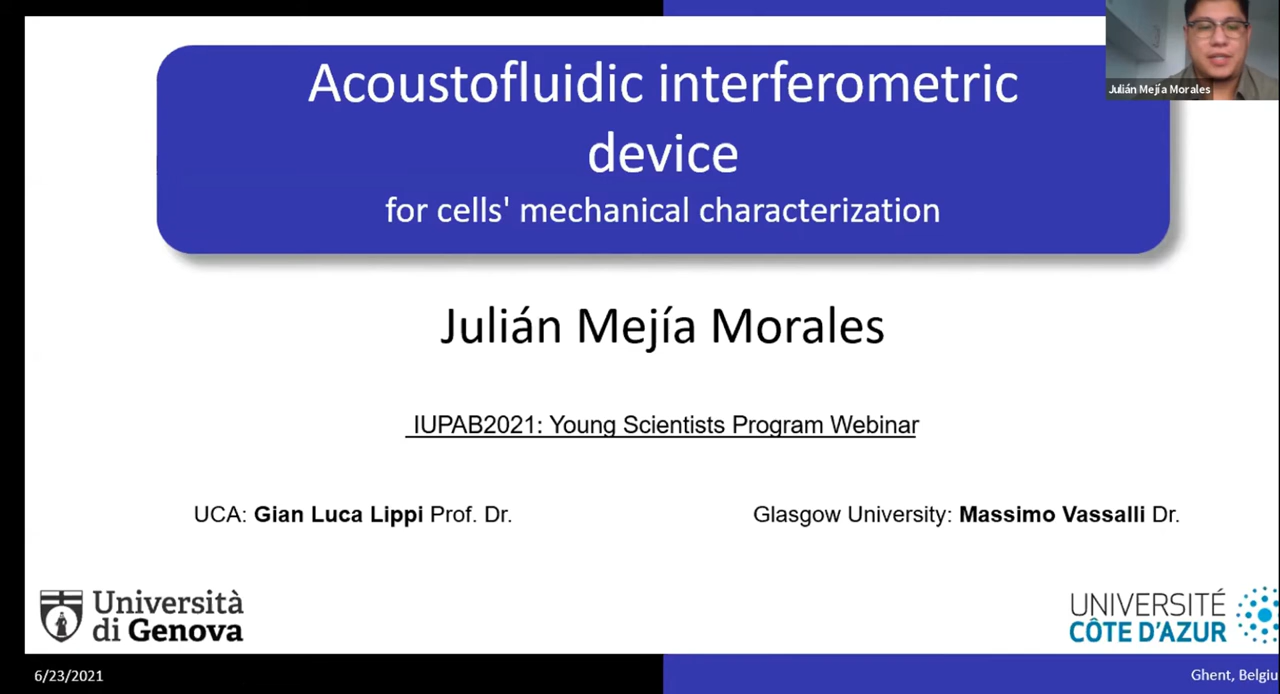 Acoustofluidic interferometric
device
for cells' mechanical characterization
Julián Mejía Morales
Julián Mejía Morales
IUPAB2021: Young Scientists Program Webinar
UCA: Gian Luca Lippi Prof. Dr.
Glasgow University: Massimo Vassalli Dr.
Università
di Genova
UNIVERSITÉ
CÔTE D'AZUR
6/23/2021
Ghent, Belgiu